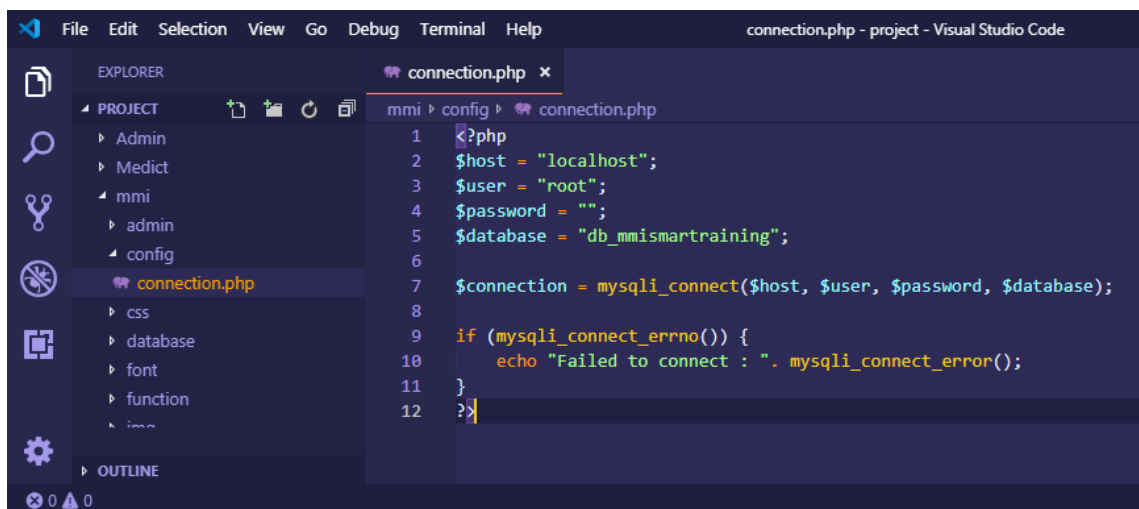 File Edit Selection View Go Debug Terminal Help connection.php - project - Visual Studio Code
EXPLORER
PROJECT
Admin
Medict
mmi
admin
config
connection.php
css
database
font
function
img
OUTLINE
connection.php ×
mmi config connection.php
1 <?php
2 $host = "localhost";
3 $user = "root";
4 $password = "";
5 $database = "db_mmismartraining";
6
7 $connection = mysqli_connect($host, $user, $password, $database);
8
9 if (mysqli_connect_errno()) {
10     echo "Failed to connect : ". mysqli_connect_error();
11 }
12 ?>
0 0